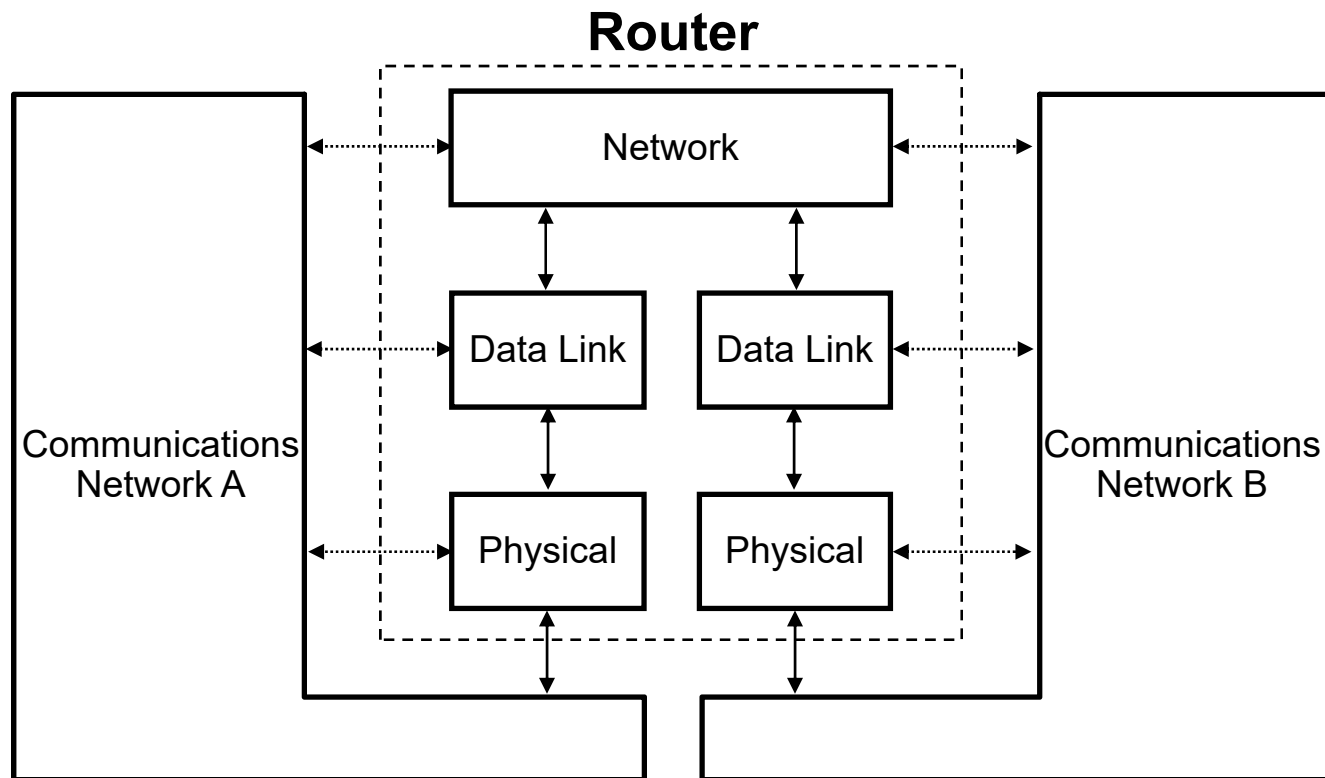 Router
Network
Data Link
Data Link
Communications
Network A
Communications
Network B
Physical
Physical